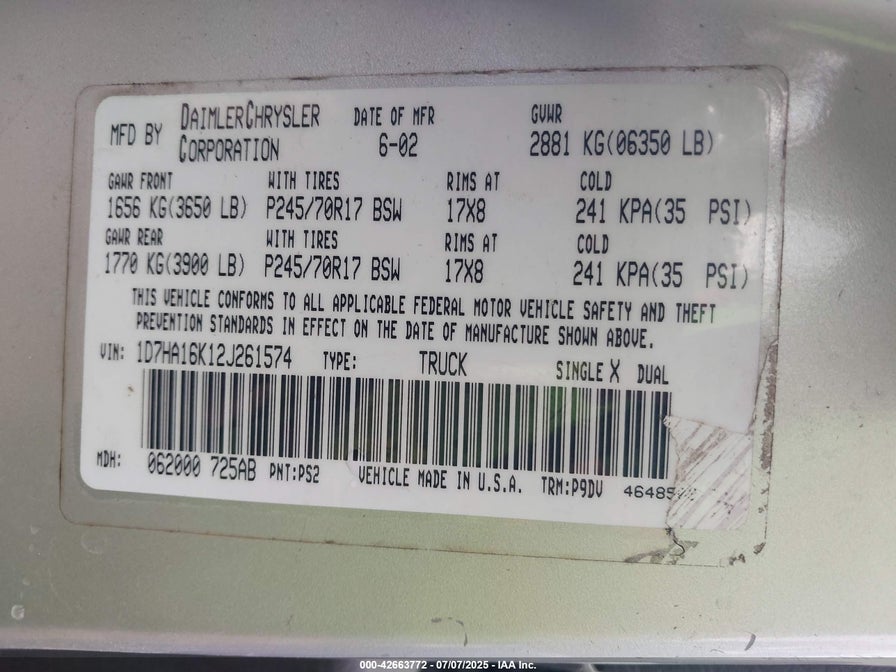 MFD BY DAIMLERCHRYSLER CORPORATION DATE OF MFR 6-02 GVWR 2881 KG(06350 LB)
GAWR FRONT WITH TIRES RIMS AT COLD
1656 KG(3650 LB) P245/70R17 BSW 17X8 241 KPA(35 PSI)
GAWR REAR WITH TIRES RIMS AT COLD
1770 KG(3900 LB) P245/70R17 BSW 17X8 241 KPA(35 PSI)
THIS VEHICLE CONFORMS TO ALL APPLICABLE FEDERAL MOTOR VEHICLE SAFETY AND THEFT
PREVENTION STANDARDS IN EFFECT ON THE DATE OF MANUFACTURE SHOWN ABOVE.
VIN: 1D7HA16K12J261574 TYPE: TRUCK SINGLE X DUAL
MDH: 062000 725AB PNT:PS2 VEHICLE MADE IN U.S.A. TRM:P9DV
000-42663772 - 07/07/2025 - IAA Inc.